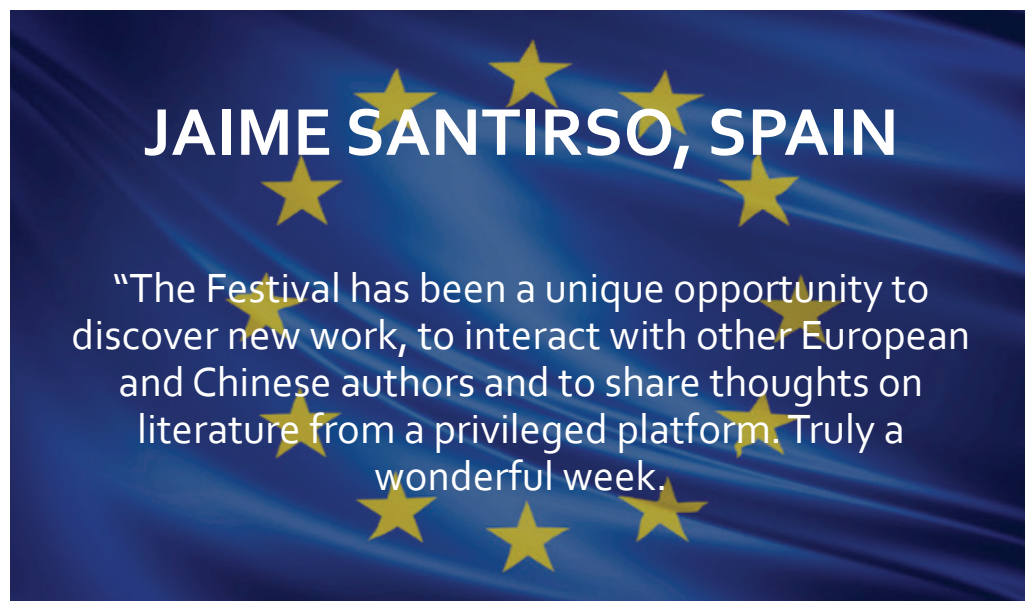 JAIME SANTIRSO, SPAIN
“The Festival has been a unique opportunity to
discover new work, to interact with other European
and Chinese authors and to share thoughts on
literature from a privileged platform. Truly a
wonderful week.